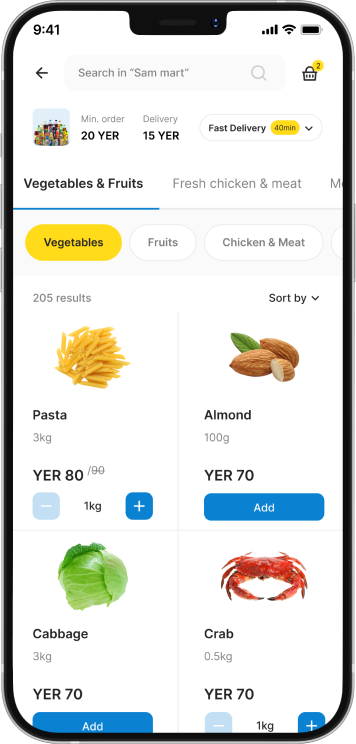 9:41
Search in “Sam mart”
2
Min. order
20 YER
Delivery
15 YER
Fast Delivery 40min
Vegetables & Fruits
Fresh chicken & meat
Vegetables
Fruits
Chicken & Meat
205 results
Sort by
Pasta
3kg
YER 80 /90
1kg
Almond
100g
YER 70
Add
Cabbage
3kg
YER 70
Add
Crab
0.5kg
YER 70
1kg